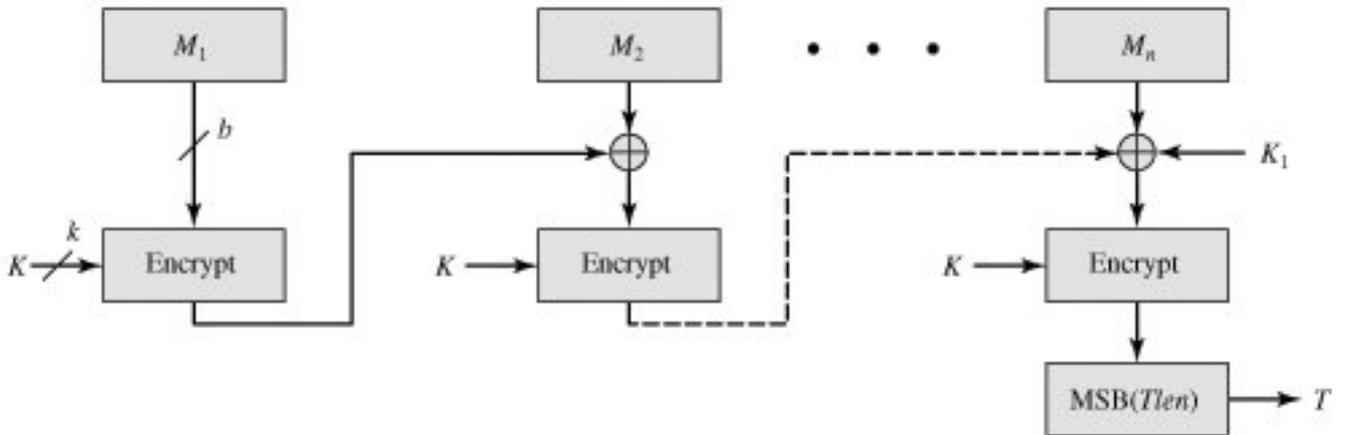 M₁
M₂
Mₙ
b
K₁
k
K
Encrypt
K
Encrypt
K
Encrypt
MSB(Tlen)
T